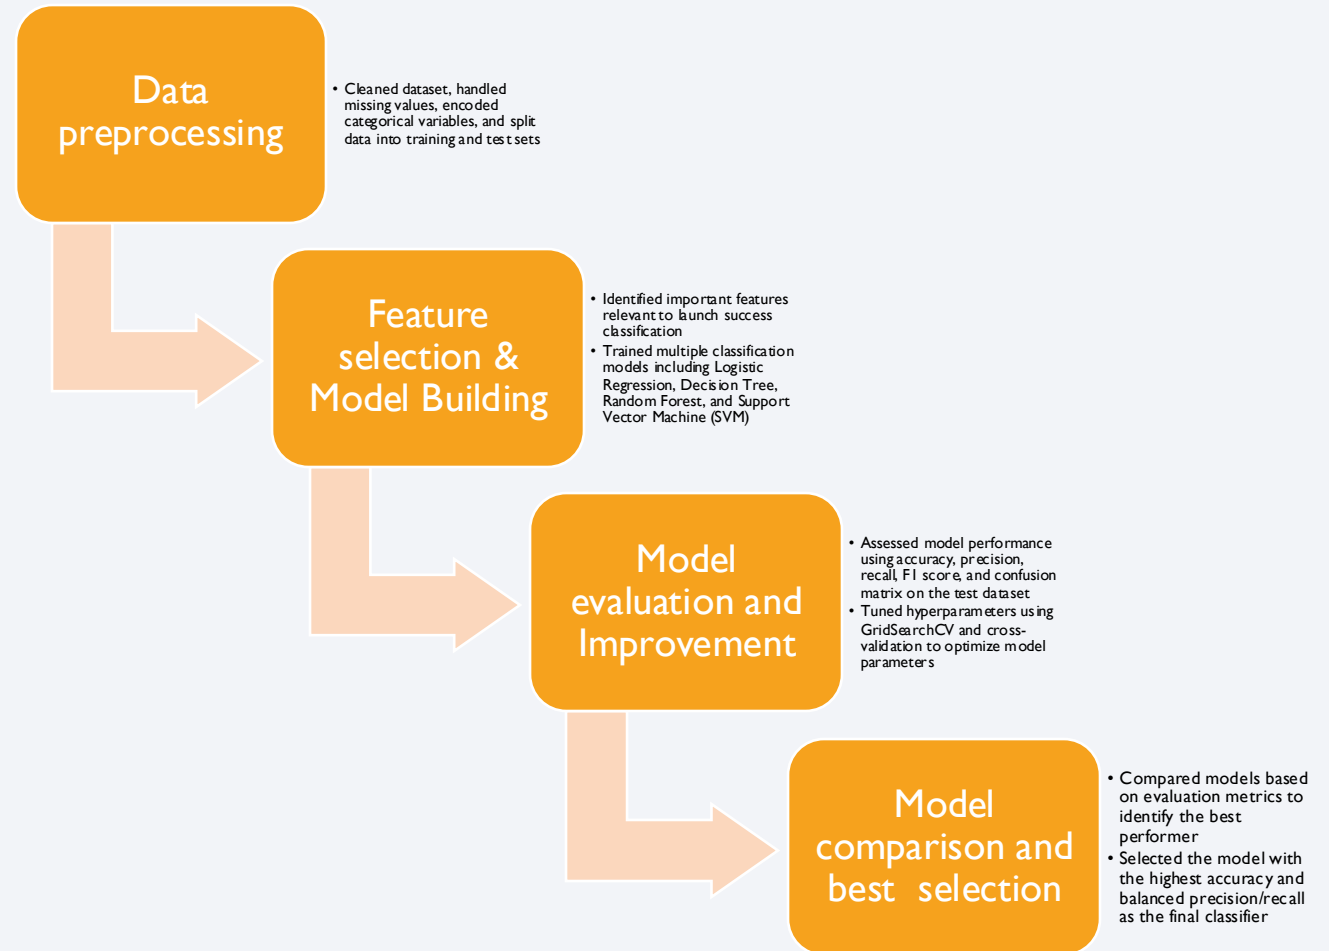 Data
preprocessing
• Cleaned dataset, handled
missing values, encoded
categorical variables, and split
data into training and test sets
Feature
selection &
Model Building
• Identified important features
relevant to launch success
classification
• Trained multiple classification
models including Logistic
Regression, Decision Tree,
Random Forest, and Support
Vector Machine (SVM)
Model
evaluation and
Improvement
• Assessed model performance
using accuracy, precision,
recall, F1 score, and confusion
matrix on the test dataset
• Tuned hyperparameters using
GridSearchCV and cross-
validation to optimize model
parameters
Model
comparison and
best selection
• Compared models based
on evaluation metrics to
identify the best
performer
• Selected the model with
the highest accuracy and
balanced precision/recall
as the final classifier